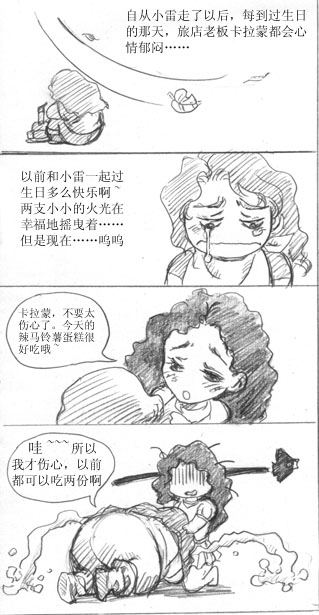 自从小雷走了以后，每到过生日
的那天，旅店老板卡拉蒙都会心
情郁闷……
以前和小雷一起过
生日多么快乐啊~
两支小小的火光在
幸福地摇曳着……
但是现在……呜呜
卡拉蒙，不要太
伤心了。今天的
辣马铃薯蛋糕很
好吃哦~
哇~~~所以
我才伤心，以前
都可以吃两份啊